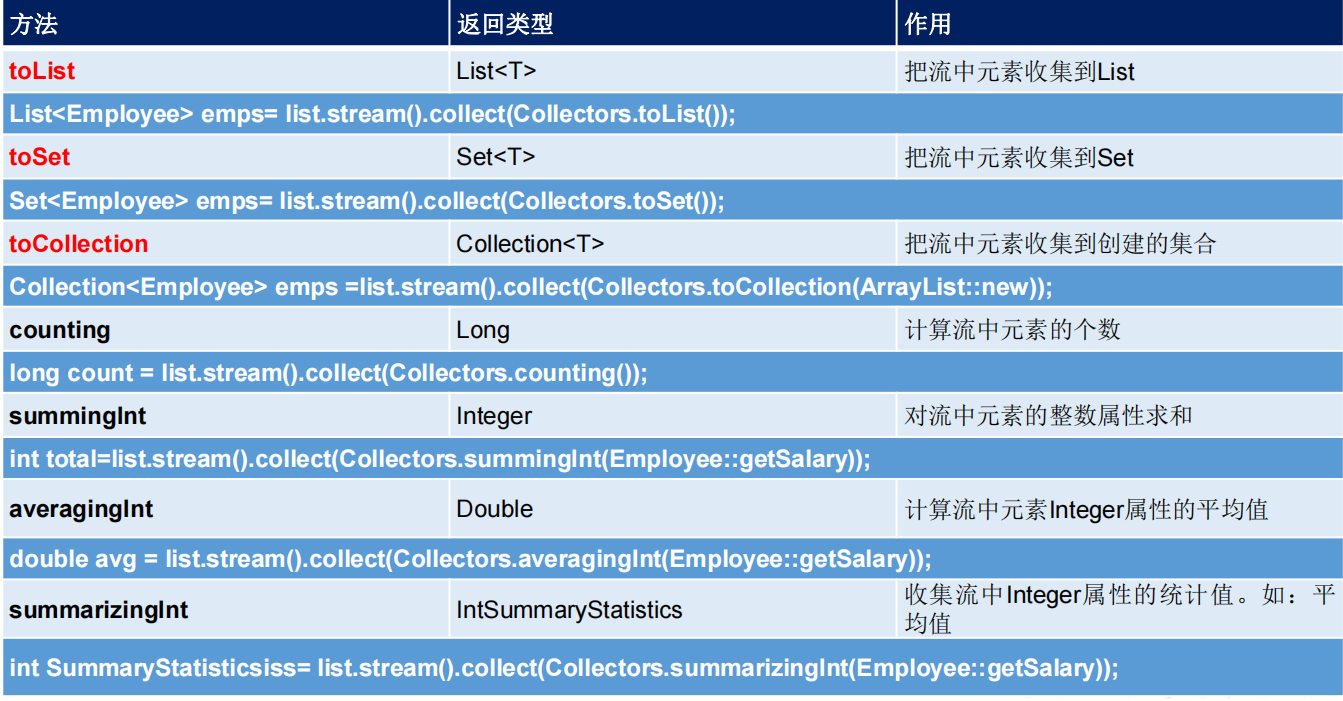 方法 返回类型 作用
toList List<T> 把流中元素收集到List
List<Employee> emps= list.stream().collect(Collectors.toList());
toSet Set<T> 把流中元素收集到Set
Set<Employee> emps= list.stream().collect(Collectors.toSet());
toCollection Collection<T> 把流中元素收集到创建的集合
Collection<Employee> emps =list.stream().collect(Collectors.toCollection(ArrayList::new));
counting Long 计算流中元素的个数
long count = list.stream().collect(Collectors.counting());
summingInt Integer 对流中元素的整数属性求和
int total=list.stream().collect(Collectors.summingInt(Employee::getSalary));
averagingInt Double 计算流中元素Integer属性的平均值
double avg = list.stream().collect(Collectors.averagingInt(Employee::getSalary));
summarizingInt IntSummaryStatistics 收集流中Integer属性的统计值。如：平
均值
int SummaryStatisticsiss= list.stream().collect(Collectors.summarizingInt(Employee::getSalary));